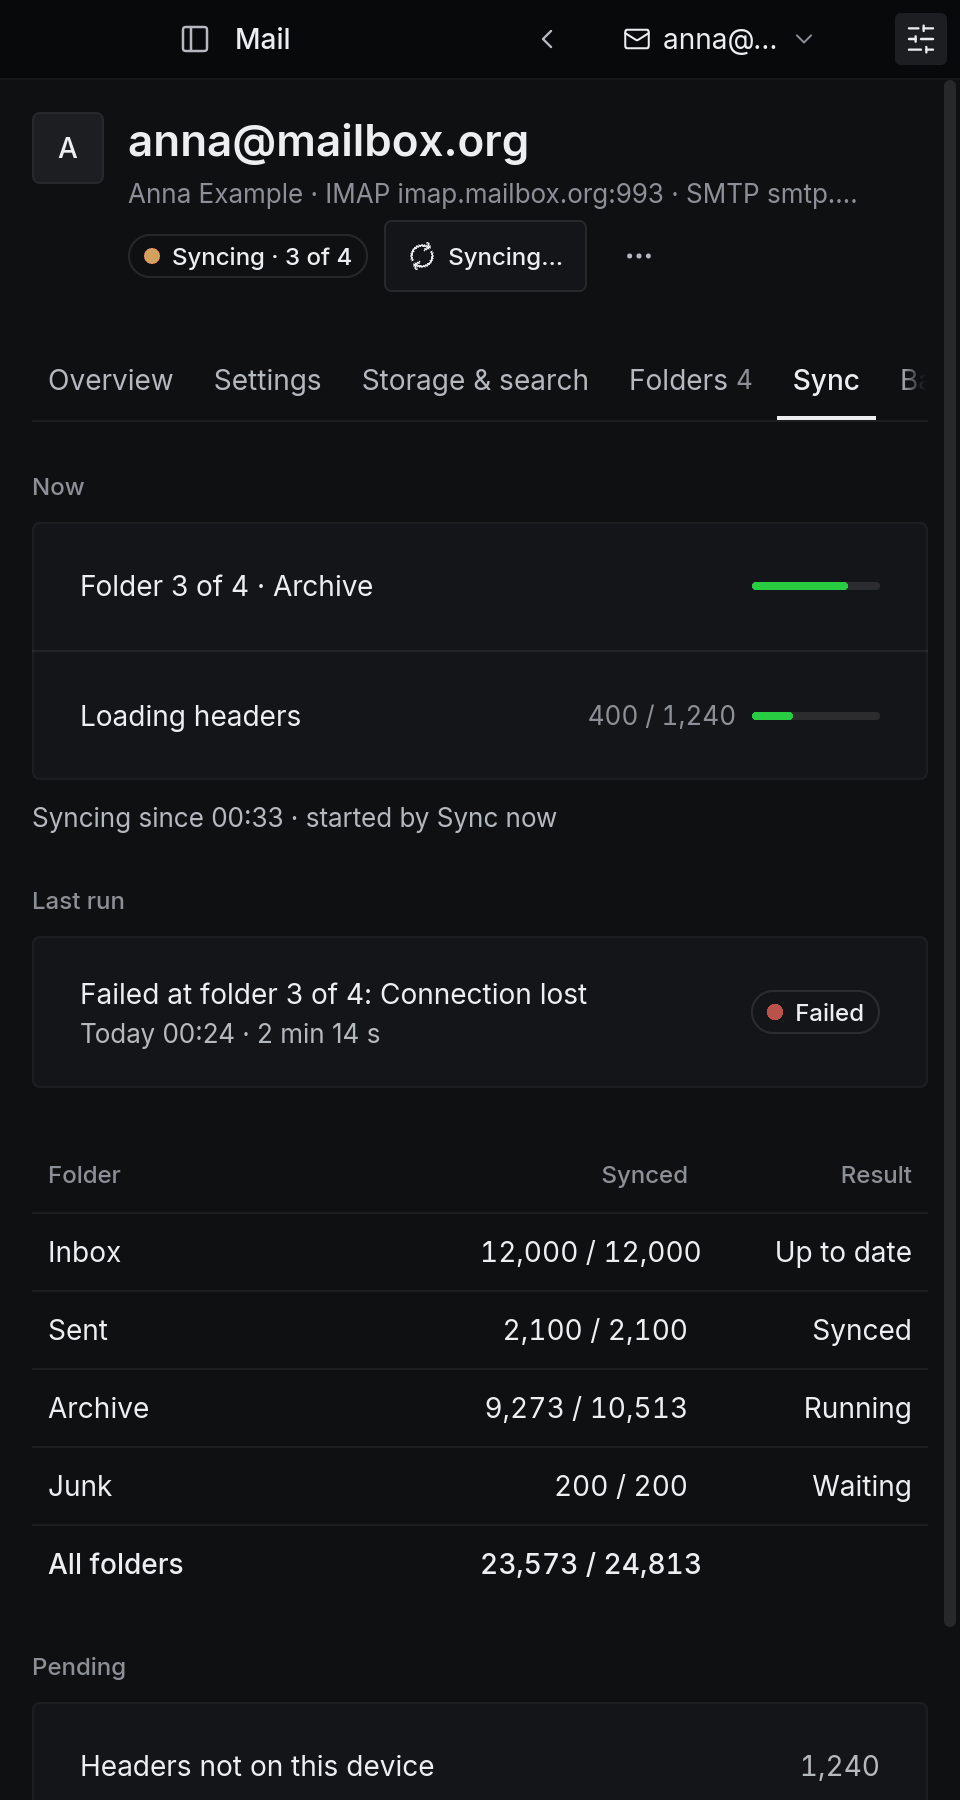 Mail
anna@...
A
anna@mailbox.org
Anna Example · IMAP imap.mailbox.org:993 · SMTP smtp....
Syncing · 3 of 4
Syncing...
Overview Settings Storage & search Folders 4 Sync
Now
Folder 3 of 4 · Archive
Loading headers 400 / 1,240
Syncing since 00:33 · started by Sync now
Last run
Failed at folder 3 of 4: Connection lost
Today 00:24 · 2 min 14 s
Failed
Folder Synced Result
Inbox 12,000 / 12,000 Up to date
Sent 2,100 / 2,100 Synced
Archive 9,273 / 10,513 Running
Junk 200 / 200 Waiting
All folders 23,573 / 24,813
Pending
Headers not on this device 1,240